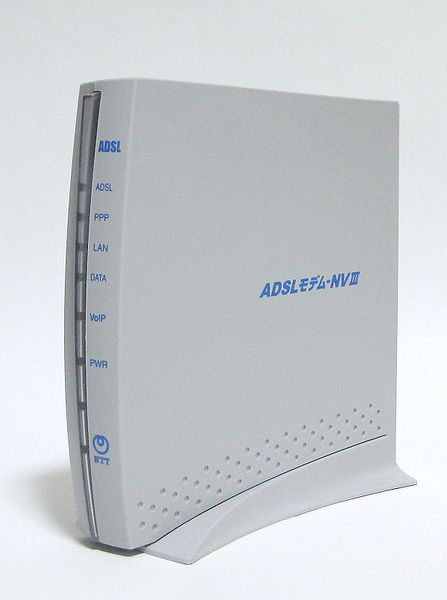 ADSL
ADSL
PPP
LAN
DATA
VoIP
PWR
NTT
ADSLモデム-NVⅢ